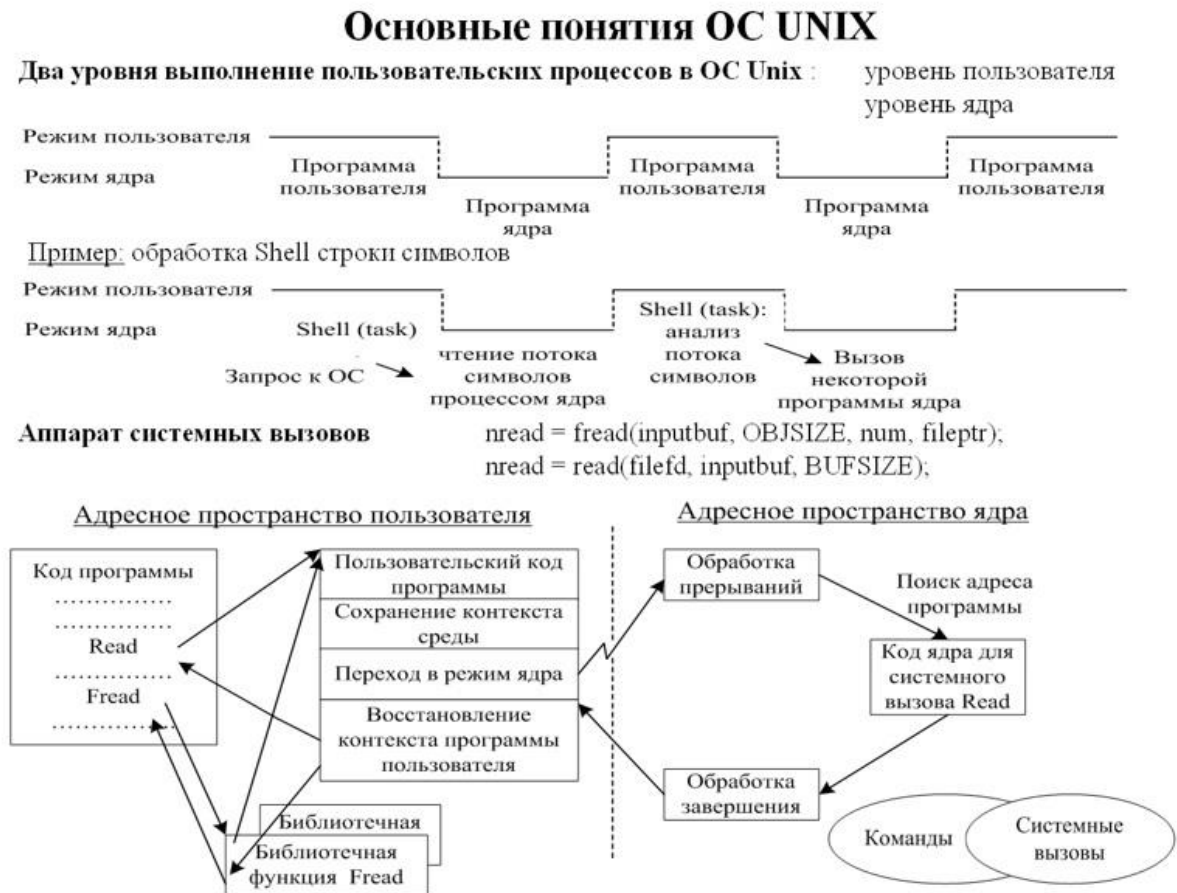 Основные понятия ОС UNIX
Два уровня выполнение пользовательских процессов в ОС Unix : уровень пользователя
уровень ядра
Режим пользователя
Режим ядра
Программа
пользователя
Программа
ядра
Программа
пользователя
Программа
ядра
Программа
пользователя
Пример: обработка Shell строки символов
Режим пользователя
Режим ядра
Shell (task)
Запрос к ОС
чтение потока
символов
процессом ядра
Shell (task):
анализ
потока
символов
Вызов
некоторой
программы ядра
Аппарат системных вызовов
nread = fread(inputbuf, OBJSIZE, num, fileptr);
nread = read(filefd, inputbuf, BUFSIZE);
Адресное пространство пользователя
Адресное пространство ядра
Код программы
....................
....................
Read
....................
Fread
....................
Пользовательский код
программы
Сохранение контекста
среды
Переход в режим ядра
Восстановление
контекста программы
пользователя
Библиотечная
Библиотечная
функция Fread
Обработка
прерываний
Поиск адреса
программы
Код ядра для
системного
вызова Read
Обработка
завершения
Команды
Системные
вызовы